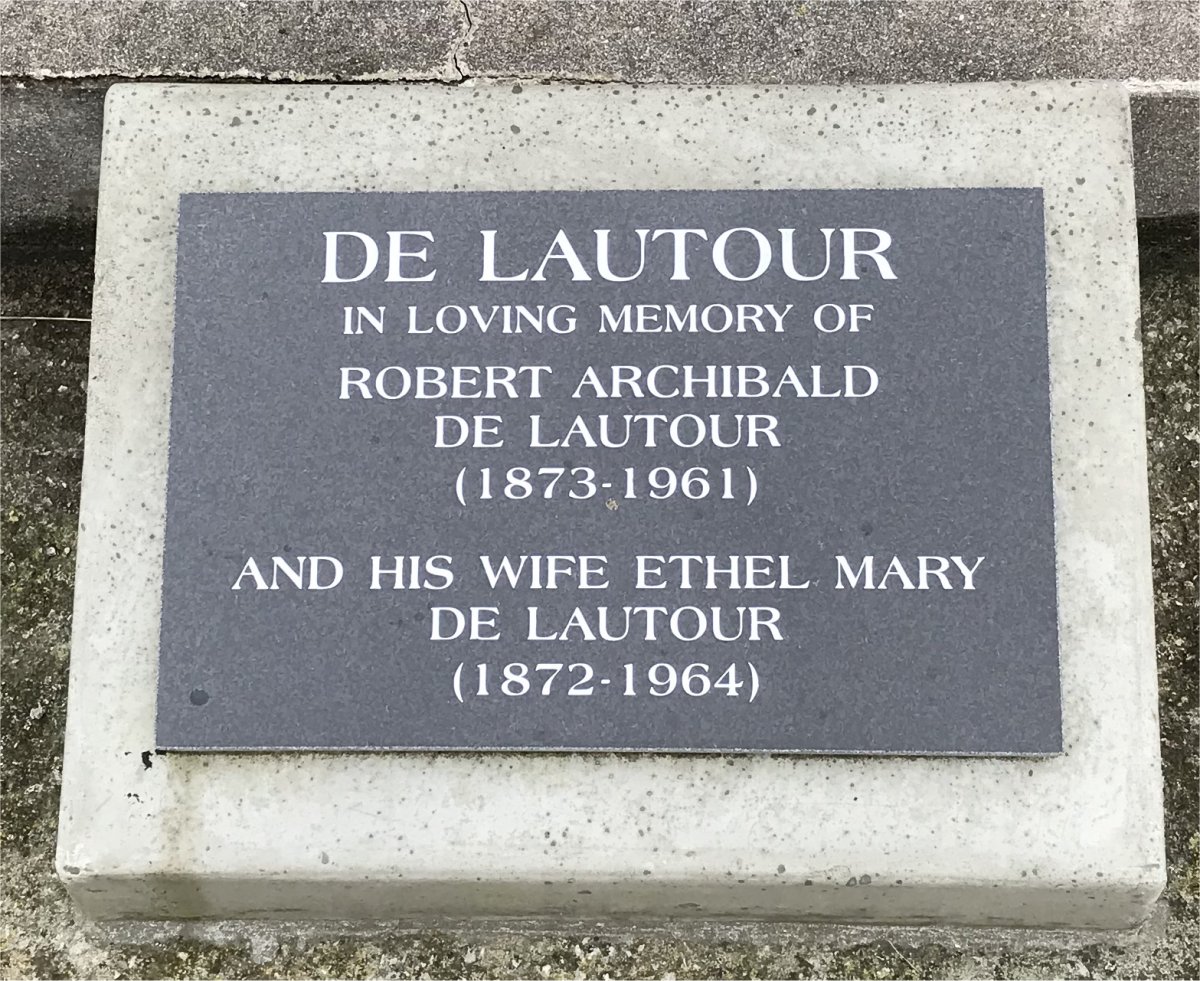 DE LAUTOUR
IN LOVING MEMORY OF
ROBERT ARCHIBALD
DE LAUTOUR
(1873-1961)
AND HIS WIFE ETHEL MARY
DE LAUTOUR
(1872-1964)